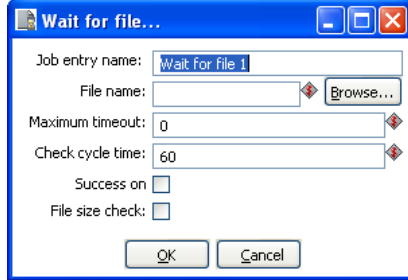 Wait for file...
Job entry name: Wait for file 1
File name: Browse...
Maximum timeout: 0
Check cycle time: 60
Success on
File size check:
OK Cancel